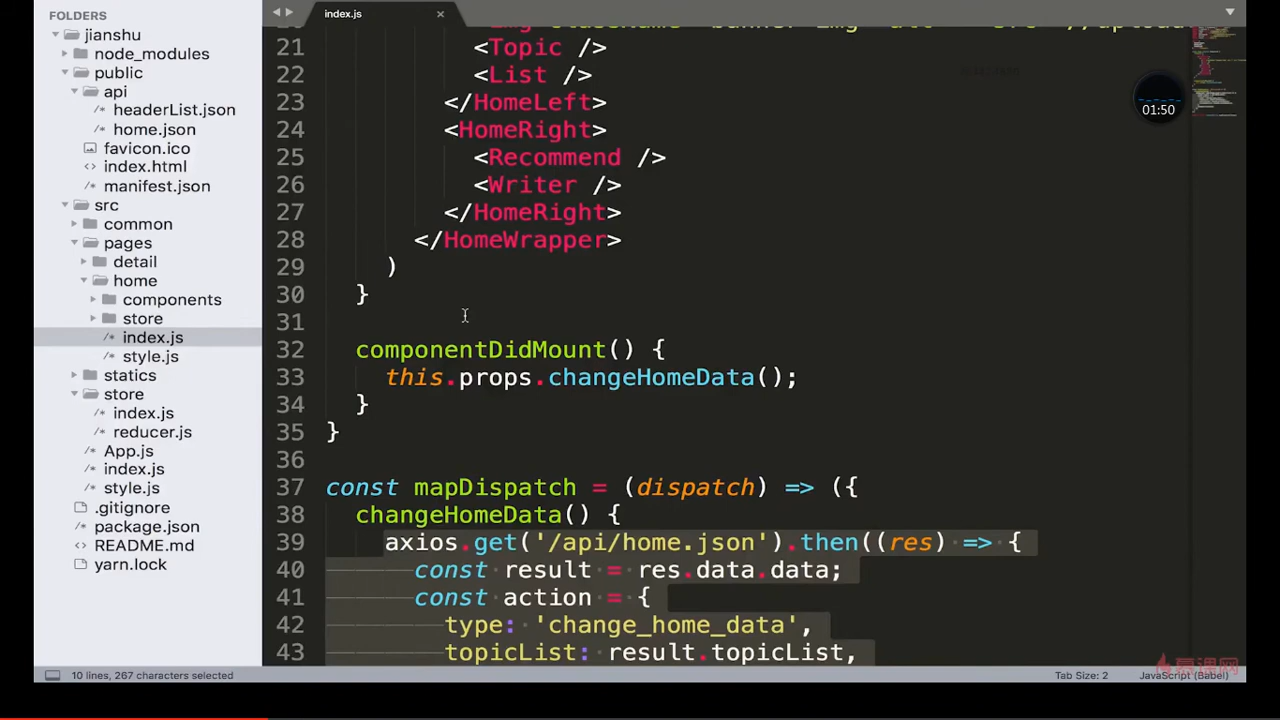 FOLDERS
jianshu
node_modules
public
api
headerList.json
home.json
favicon.ico
index.html
manifest.json
src
common
pages
detail
home
components
store
index.js
style.js
statics
store
index.js
reducer.js
App.js
index.js
style.js
.gitignore
package.json
README.md
yarn.lock
index.js
01:50
21 <Topic />
22 <List />
23 </HomeLeft>
24 <HomeRight>
25 <Recommend />
26 <Writer />
27 </HomeRight>
28 </HomeWrapper>
29 )
30 }
31
32 componentDidMount() {
33 this.props.changeHomeData();
34 }
35 }
36
37 const mapDispatch = (dispatch) => ({
38 changeHomeData() {
39 axios.get('/api/home.json').then((res) => {
40 const result = res.data.data;
41 const action = {
42 type: 'change_home_data',
43 topicList: result.topicList,
慕课网
10 lines, 267 characters selected
Tab Size: 2
JavaScript (Babel)